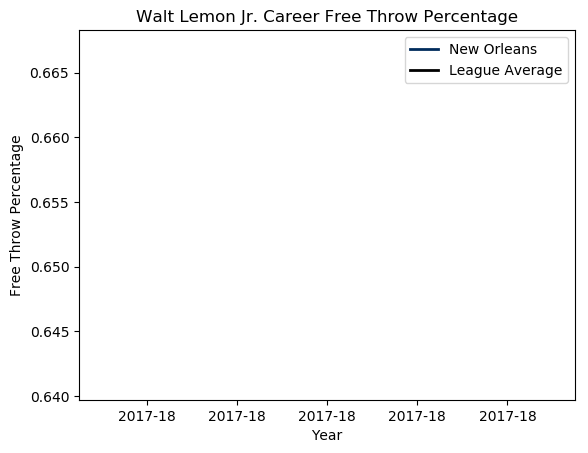 Walt Lemon Jr. Career Free Throw Percentage
New Orleans
League Average
0.665
0.660
0.655
0.650
0.645
0.640
Free Throw Percentage
2017-18 2017-18 2017-18 2017-18 2017-18
Year